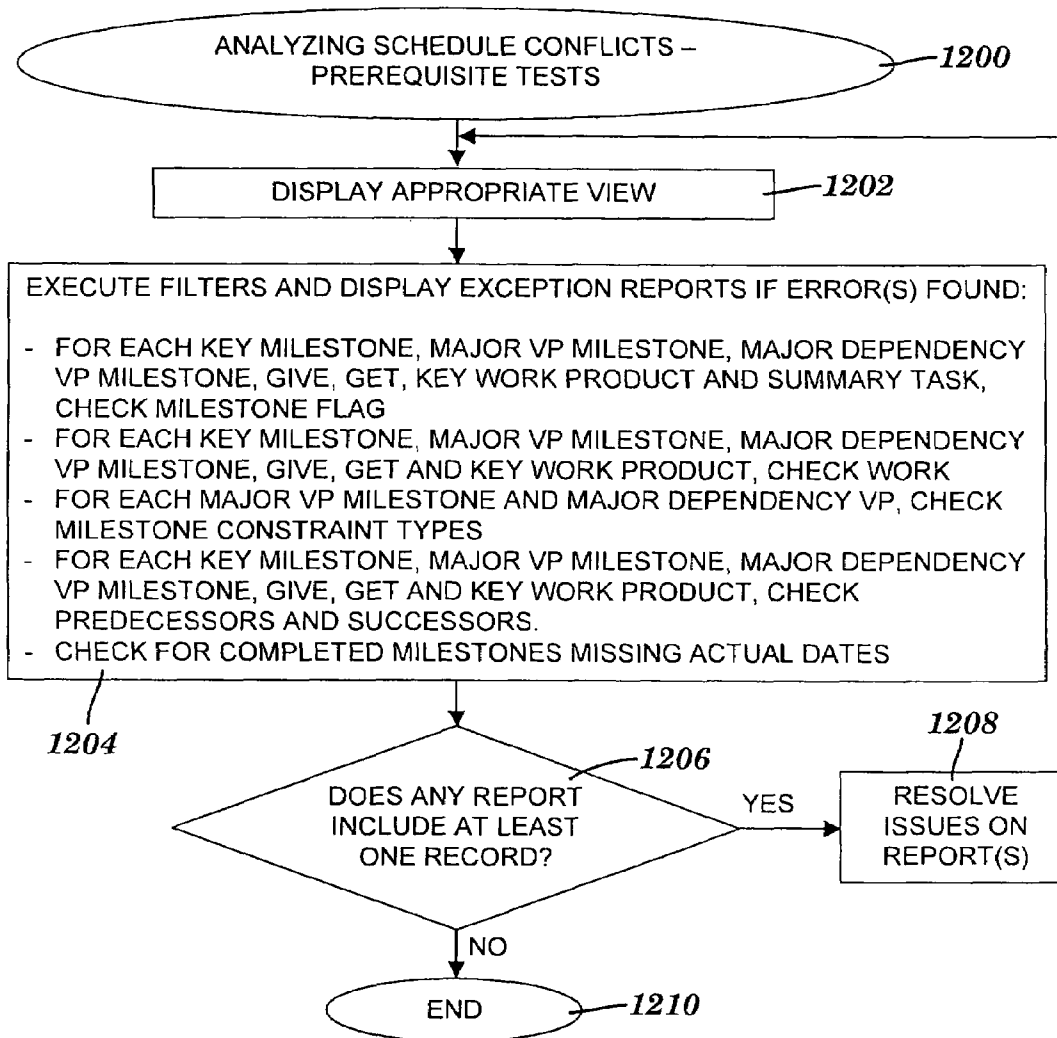 ANALYZING SCHEDULE CONFLICTS –
PREREQUISITE TESTS
1200
DISPLAY APPROPRIATE VIEW
1202
EXECUTE FILTERS AND DISPLAY EXCEPTION REPORTS IF ERROR(S) FOUND:
- FOR EACH KEY MILESTONE, MAJOR VP MILESTONE, MAJOR DEPENDENCY
VP MILESTONE, GIVE, GET, KEY WORK PRODUCT AND SUMMARY TASK,
CHECK MILESTONE FLAG
- FOR EACH KEY MILESTONE, MAJOR VP MILESTONE, MAJOR DEPENDENCY
VP MILESTONE, GIVE, GET AND KEY WORK PRODUCT, CHECK WORK
- FOR EACH MAJOR VP MILESTONE AND MAJOR DEPENDENCY VP, CHECK
MILESTONE CONSTRAINT TYPES
- FOR EACH KEY MILESTONE, MAJOR VP MILESTONE, MAJOR DEPENDENCY
VP MILESTONE, GIVE, GET AND KEY WORK PRODUCT, CHECK
PREDECESSORS AND SUCCESSORS.
- CHECK FOR COMPLETED MILESTONES MISSING ACTUAL DATES
1204
1206
DOES ANY REPORT
INCLUDE AT LEAST
ONE RECORD?
YES
1208
RESOLVE
ISSUES ON
REPORT(S)
NO
END
1210